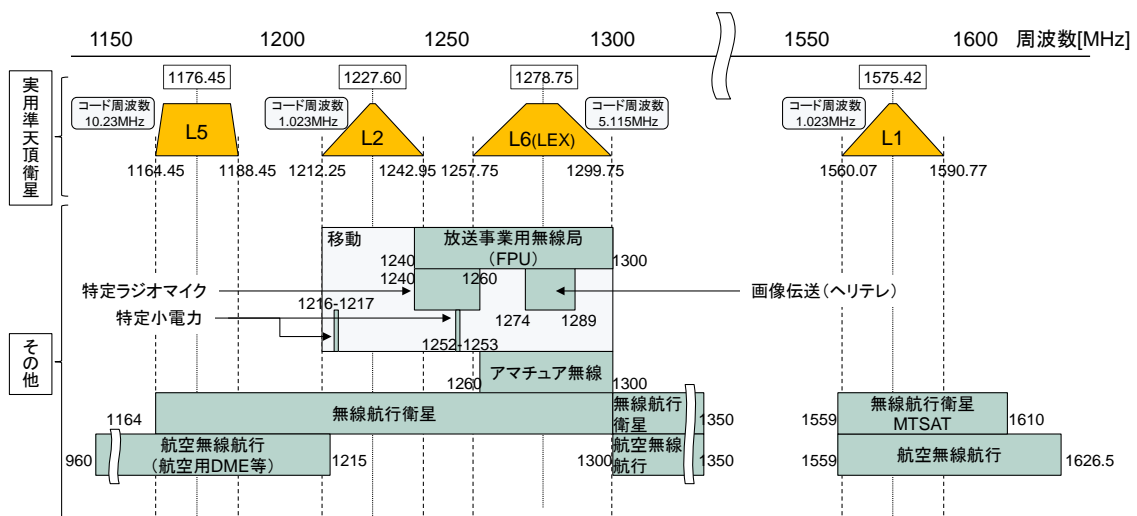 1150 1200 1250 1300 1550 1600 周波数[MHz]
実用準天頂衛星
1176.45 1227.60 1278.75 1575.42
コード周波数
10.23MHz
L5
コード周波数
1.023MHz
L2
L6(LEX)
コード周波数
5.115MHz
コード周波数
1.023MHz
L1
1164.45 1188.45 1212.25 1242.95 1257.75 1299.75 1560.07 1590.77
その他
移動
放送事業用無線局
(FPU)
1240 1300
1240 1260
特定ラジオマイク
画像伝送(ヘリテレ)
1216-1217
1274 1289
特定小電力
1252-1253
アマチュア無線
1260 1300
1164
無線航行衛星
無線航行
衛星
1350
1559
無線航行衛星
MTSAT
1610
960
航空無線航行
(航空用DME等)
1215
1300
航空無線
航行
1350
1559
航空無線航行
1626.5